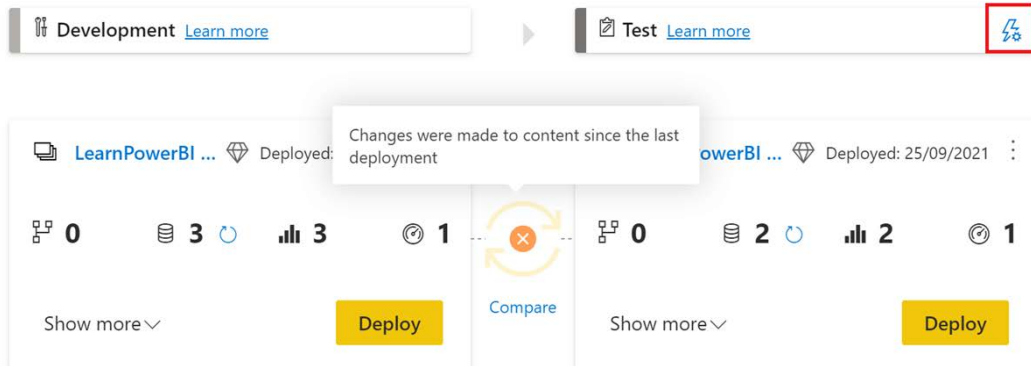 Development Learn more
Test Learn more
Changes were made to content since the last
deployment
LearnPowerBI ... Deployed:
owerBI ... Deployed: 25/09/2021
0 3 3 1
0 2 2 1
Compare
Show more Deploy
Show more Deploy